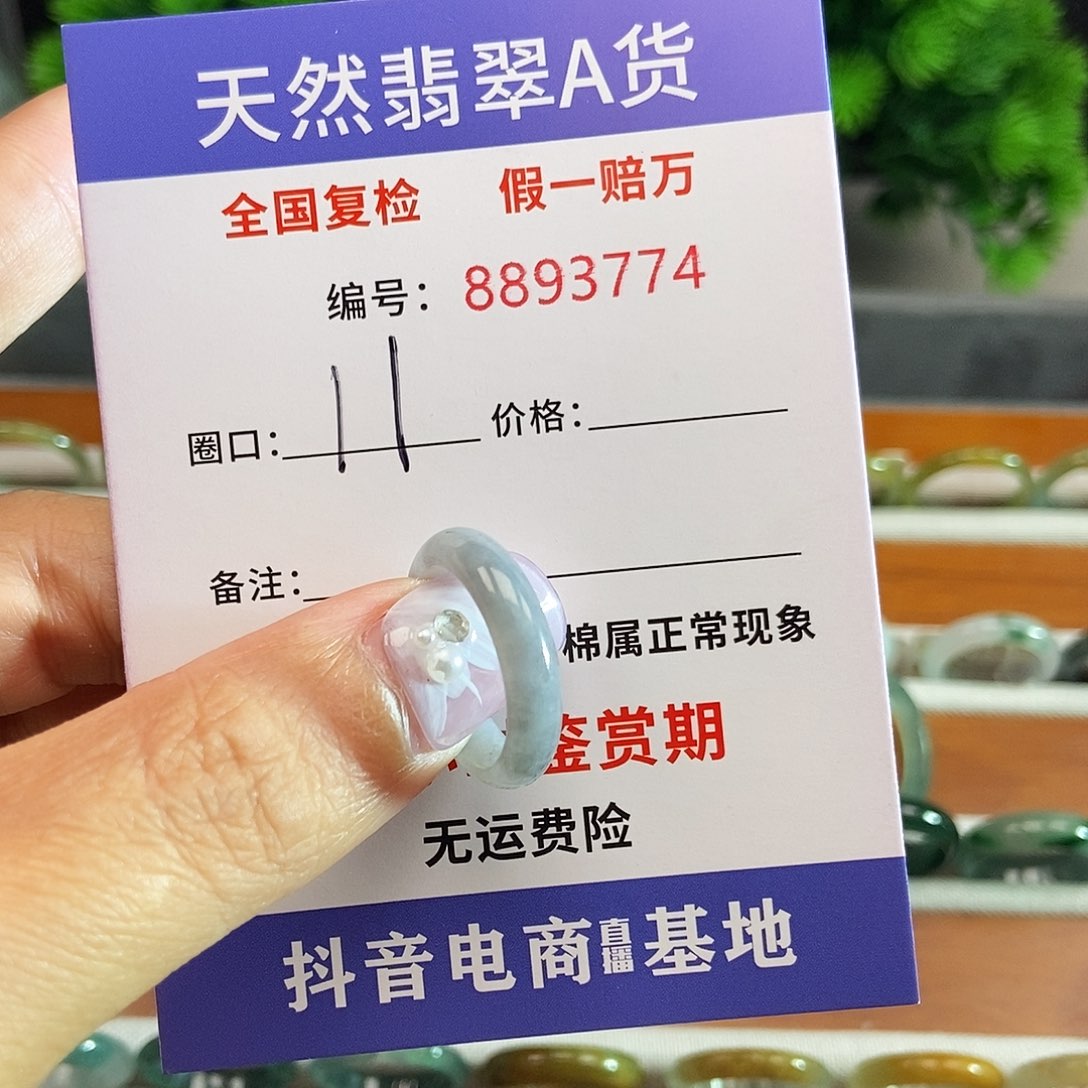 天然翡翠A货
全国复检 假一赔万
编号：8893774
圈口： 11 价格：
备注：
棉属正常现象
鉴赏期
无运费险
抖音电商直播基地